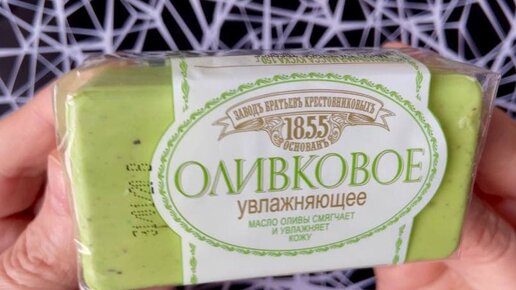 ЗАВОДЪ БРАТЬЕВЪ КРЕСТОВНИКОВЫХЪ
1855
ОСНОВАНЪ
ОЛИВКОВОЕ
увлажняющее
МАСЛО ОЛИВЫ СМЯГЧАЕТ
И УВЛАЖНЯЕТ
КОЖУ